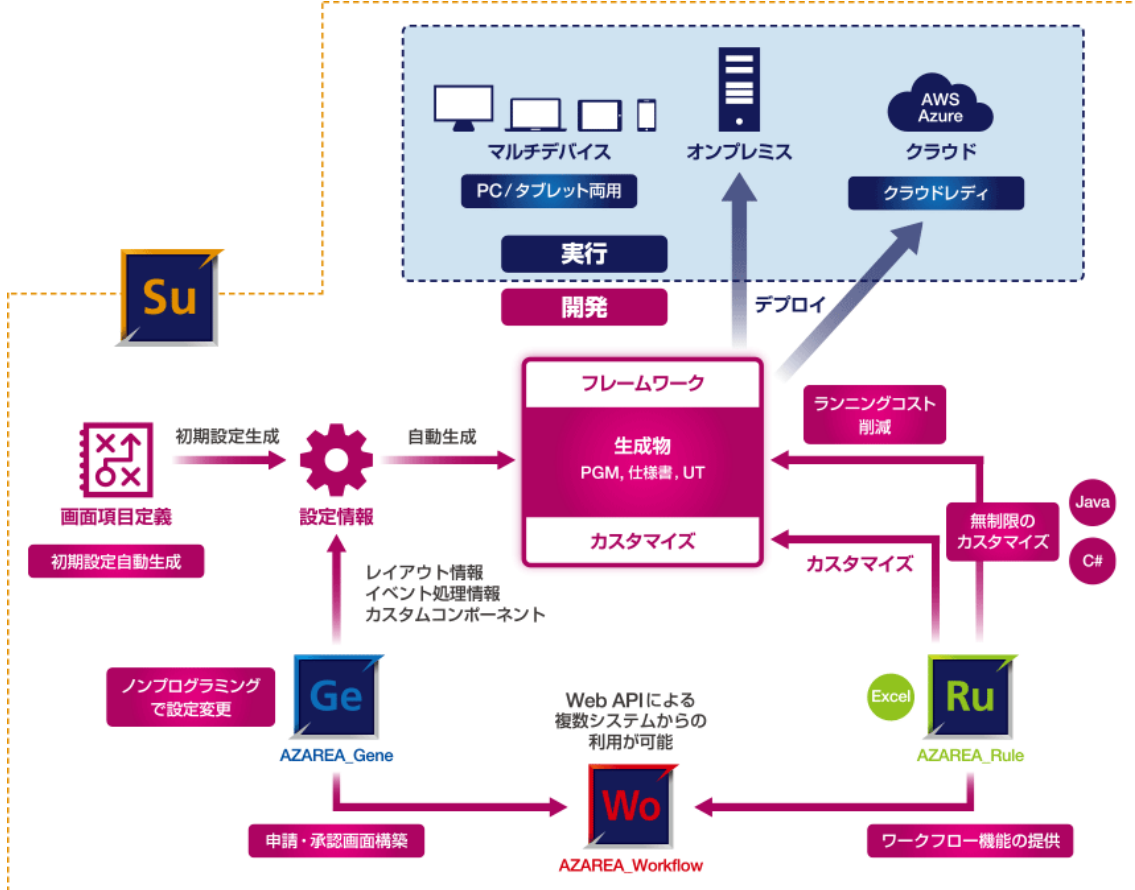 AWS
Azure
マルチデバイス
オンプレミス
クラウド
PC/タブレット両用
クラウドレディ
実行
Su
開発
デプロイ
フレームワーク
ランニングコスト
削減
初期設定生成
自動生成
生成物
PGM, 仕様書, UT
画面項目定義
設定情報
カスタマイズ
無制限の
カスタマイズ
Java
C#
初期設定自動生成
カスタマイズ
レイアウト情報
イベント処理情報
カスタムコンポーネント
ノンプログラミング
で設定変更
Ge
AZAREA_Gene
Web APIによる
複数システムからの
利用が可能
Excel
Ru
AZAREA_Rule
Wo
申請・承認画面構築
ワークフロー機能の提供
AZAREA_Workflow